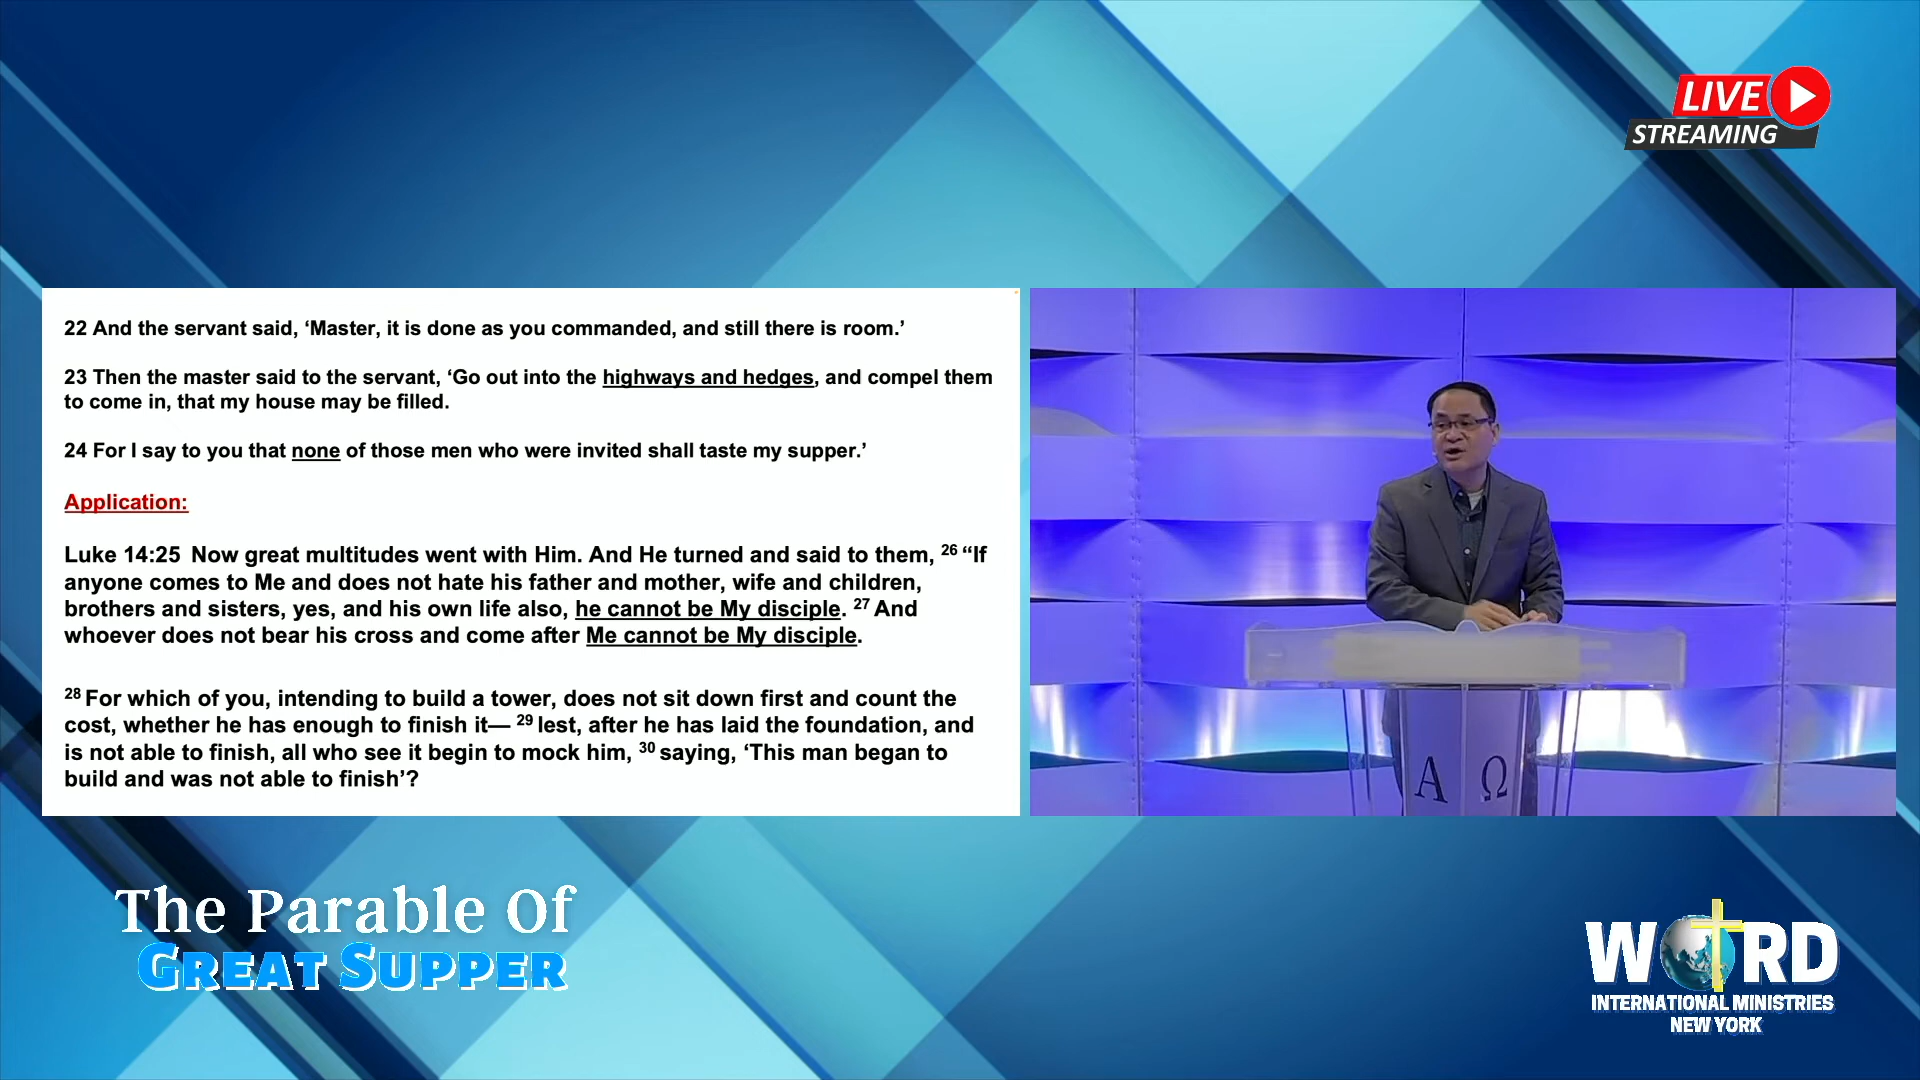 LIVE
STREAMING
22 And the servant said, ‘Master, it is done as you commanded, and still there is room.’
23 Then the master said to the servant, ‘Go out into the highways and hedges, and compel them
to come in, that my house may be filled.
24 For I say to you that none of those men who were invited shall taste my supper.’
Application:
Luke 14:25 Now great multitudes went with Him. And He turned and said to them, 26 “If
anyone comes to Me and does not hate his father and mother, wife and children,
brothers and sisters, yes, and his own life also, he cannot be My disciple. 27 And
whoever does not bear his cross and come after Me cannot be My disciple.
28 For which of you, intending to build a tower, does not sit down first and count the
cost, whether he has enough to finish it— 29 lest, after he has laid the foundation, and
is not able to finish, all who see it begin to mock him, 30 saying, ‘This man began to
build and was not able to finish’?
Α Ω
The Parable Of
GREAT SUPPER
WORD
INTERNATIONAL MINISTRIES
NEW YORK